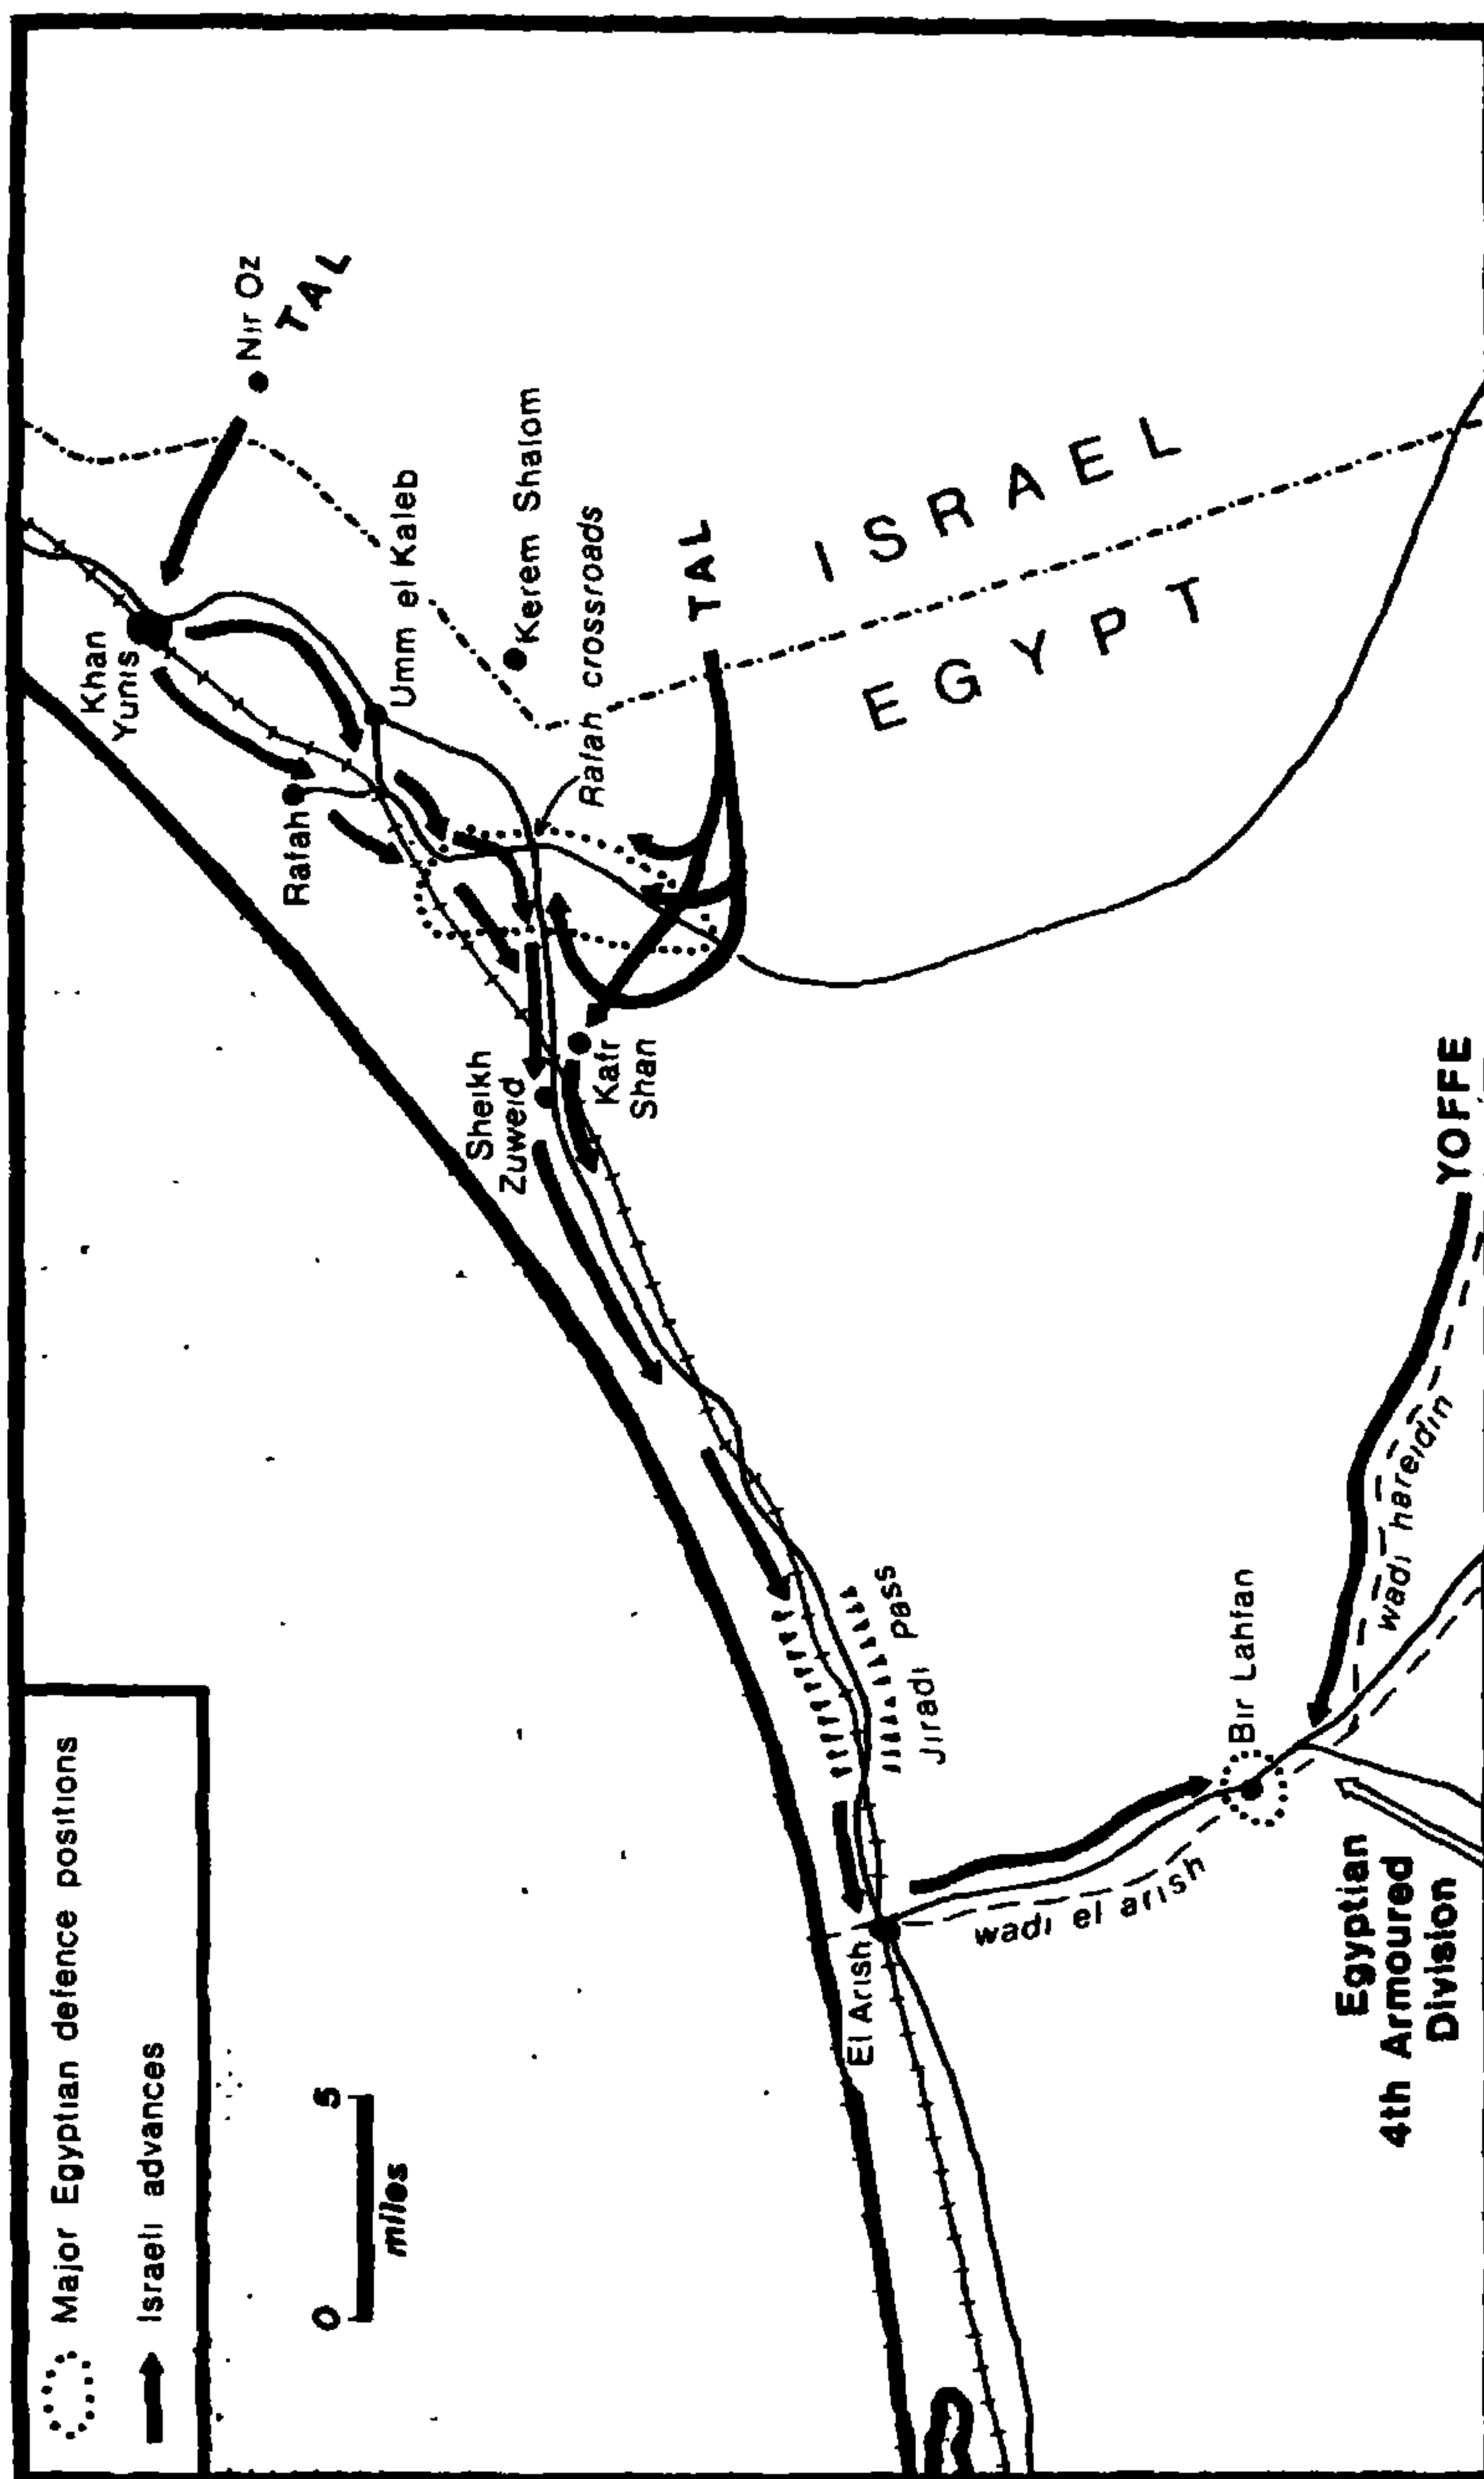 Major Egyptian defence positions
Israeli advances
0 5
miles
Khan
Yunis
Nir Oz
TAL
Rafah
Umm el Kaleb
Kerem Shalom
Rafah crossroads
TAL
ISRAEL
EGYPT
Sheikh
Zuweid
Kafr
Shan
Jiradi Pass
El Arish
wadi el arish
Bir Lahfan
wadi hareidin
YOFFE
Egyptian
4th Armoured
Division